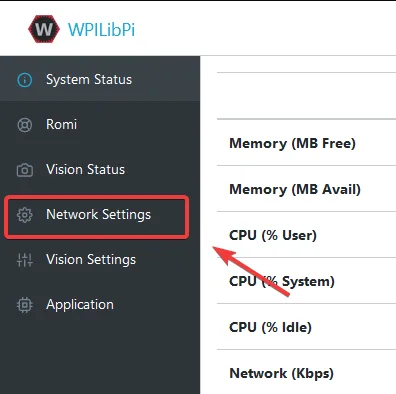 W WPILibPi
System Status
Romi
Vision Status
Network Settings
Vision Settings
Application
Memory (MB Free)
Memory (MB Avail)
CPU (% User)
CPU (% System)
CPU (% Idle)
Network (Kbps)